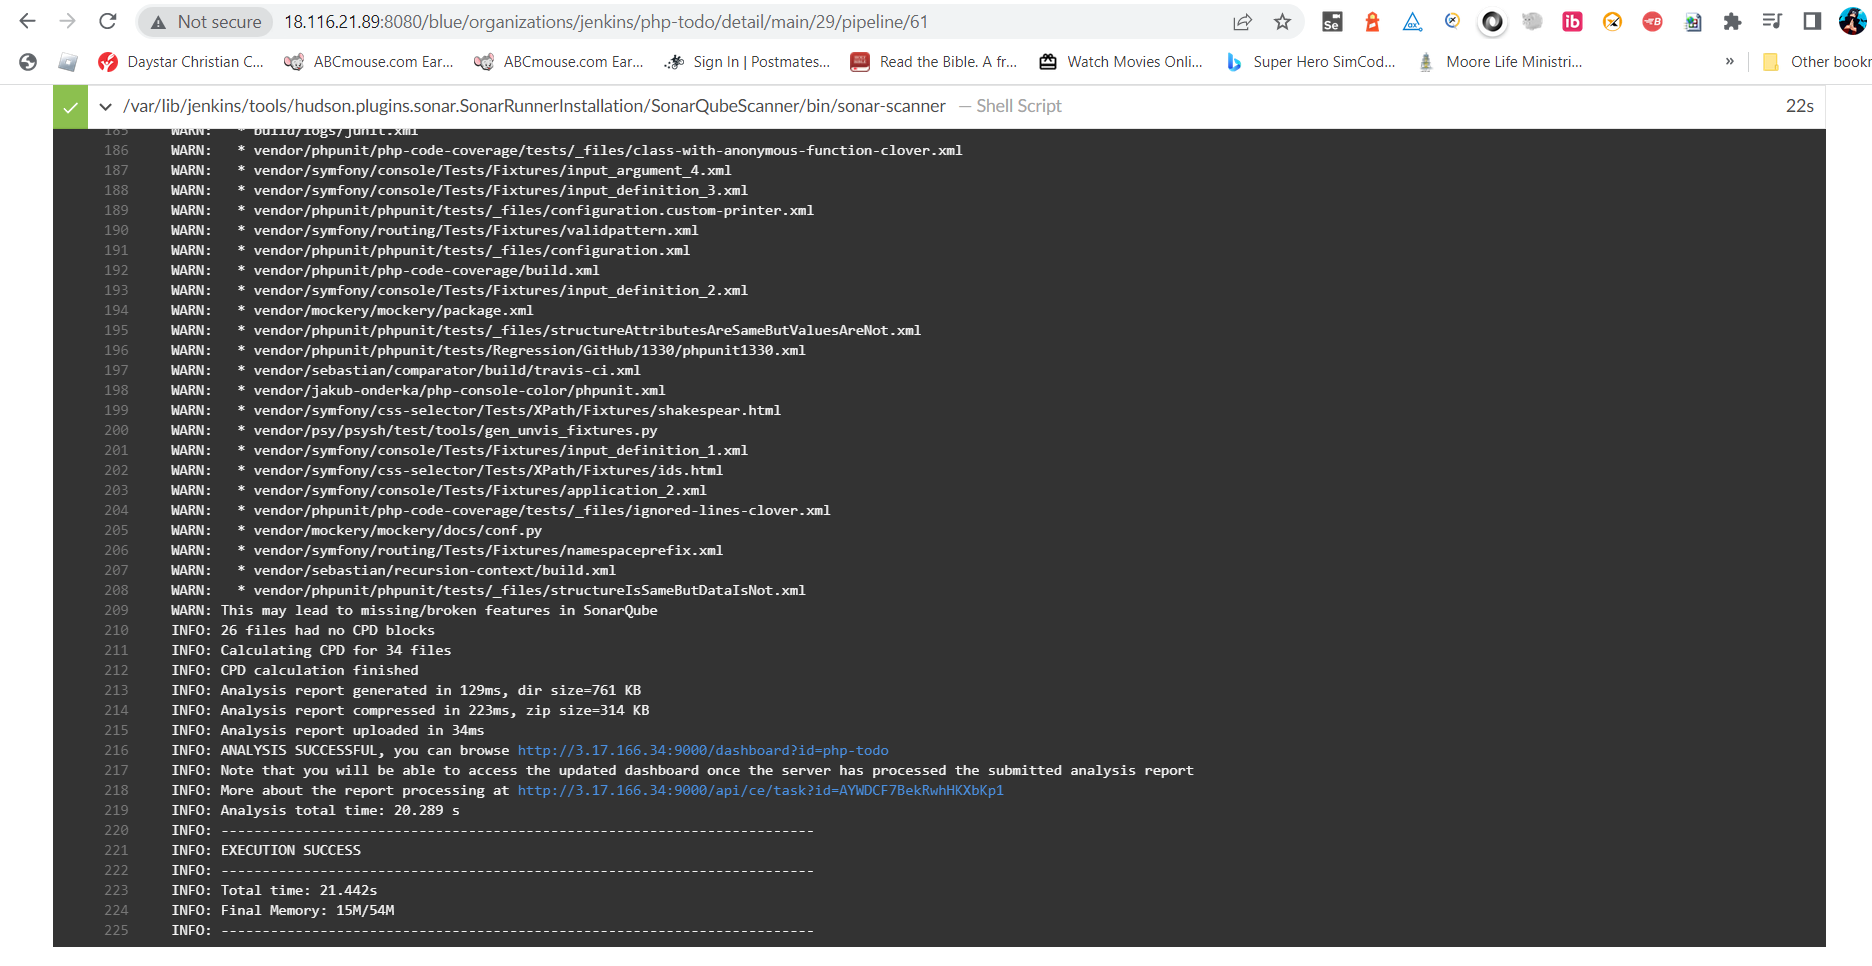 Not secure 18.116.21.89:8080/blue/organizations/jenkins/php-todo/detail/main/29/pipeline/61
Daystar Christian C... ABCmouse.com Ear... ABCmouse.com Ear... Sign In | Postmates... Read the Bible. A fr... Watch Movies Onli... Super Hero SimCod... Moore Life Ministri... » Other bookr
/var/lib/jenkins/tools/hudson.plugins.sonar.SonarRunnerInstallation/SonarQubeScanner/bin/sonar-scanner — Shell Script 22s
185 WARN: * build/logs/junit.xml
186 WARN: * vendor/phpunit/php-code-coverage/tests/_files/class-with-anonymous-function-clover.xml
187 WARN: * vendor/symfony/console/Tests/Fixtures/input_argument_4.xml
188 WARN: * vendor/symfony/console/Tests/Fixtures/input_definition_3.xml
189 WARN: * vendor/phpunit/phpunit/tests/_files/configuration.custom-printer.xml
190 WARN: * vendor/symfony/routing/Tests/Fixtures/validpattern.xml
191 WARN: * vendor/phpunit/phpunit/tests/_files/configuration.xml
192 WARN: * vendor/phpunit/php-code-coverage/build.xml
193 WARN: * vendor/symfony/console/Tests/Fixtures/input_definition_2.xml
194 WARN: * vendor/mockery/mockery/package.xml
195 WARN: * vendor/phpunit/phpunit/tests/_files/structureAttributesAreSameButValuesAreNot.xml
196 WARN: * vendor/phpunit/phpunit/tests/Regression/GitHub/1330/phpunit1330.xml
197 WARN: * vendor/sebastian/comparator/build/travis-ci.xml
198 WARN: * vendor/jakub-onderka/php-console-color/phpunit.xml
199 WARN: * vendor/symfony/css-selector/Tests/XPath/Fixtures/shakespear.html
200 WARN: * vendor/psy/psysh/test/tools/gen_unvis_fixtures.py
201 WARN: * vendor/symfony/console/Tests/Fixtures/input_definition_1.xml
202 WARN: * vendor/symfony/css-selector/Tests/XPath/Fixtures/ids.html
203 WARN: * vendor/symfony/console/Tests/Fixtures/application_2.xml
204 WARN: * vendor/phpunit/php-code-coverage/tests/_files/ignored-lines-clover.xml
205 WARN: * vendor/mockery/mockery/docs/conf.py
206 WARN: * vendor/symfony/routing/Tests/Fixtures/namespaceprefix.xml
207 WARN: * vendor/sebastian/recursion-context/build.xml
208 WARN: * vendor/phpunit/phpunit/tests/_files/structureIsSameButDataIsNot.xml
209 WARN: This may lead to missing/broken features in SonarQube
210 INFO: 26 files had no CPD blocks
211 INFO: Calculating CPD for 34 files
212 INFO: CPD calculation finished
213 INFO: Analysis report generated in 129ms, dir size=761 KB
214 INFO: Analysis report compressed in 223ms, zip size=314 KB
215 INFO: Analysis report uploaded in 34ms
216 INFO: ANALYSIS SUCCESSFUL, you can browse http://3.17.166.34:9000/dashboard?id=php-todo
217 INFO: Note that you will be able to access the updated dashboard once the server has processed the submitted analysis report
218 INFO: More about the report processing at http://3.17.166.34:9000/api/ce/task?id=AYWDCF7BekRwhHKXbKp1
219 INFO: Analysis total time: 20.289 s
220 INFO: ------------------------------------------------------------------------
221 INFO: EXECUTION SUCCESS
222 INFO: ------------------------------------------------------------------------
223 INFO: Total time: 21.442s
224 INFO: Final Memory: 15M/54M
225 INFO: ------------------------------------------------------------------------